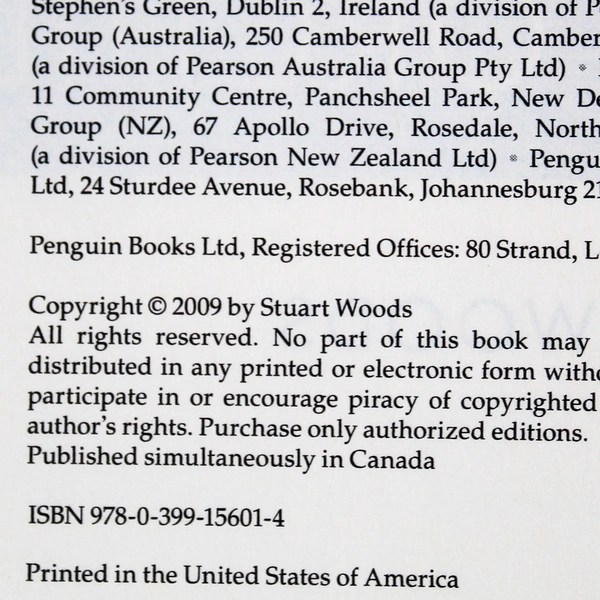 Stephen's Green, Dublin 2, Ireland (a division of P
Group (Australia), 250 Camberwell Road, Camber
(a division of Pearson Australia Group Pty Ltd) •
11 Community Centre, Panchsheel Park, New De
Group (NZ), 67 Apollo Drive, Rosedale, North
(a division of Pearson New Zealand Ltd) • Pengu
Ltd, 24 Sturdee Avenue, Rosebank, Johannesburg 21
Penguin Books Ltd, Registered Offices: 80 Strand, L
Copyright © 2009 by Stuart Woods
All rights reserved. No part of this book may
distributed in any printed or electronic form witho
participate in or encourage piracy of copyrighted
author's rights. Purchase only authorized editions.
Published simultaneously in Canada
ISBN 978-0-399-15601-4
Printed in the United States of America